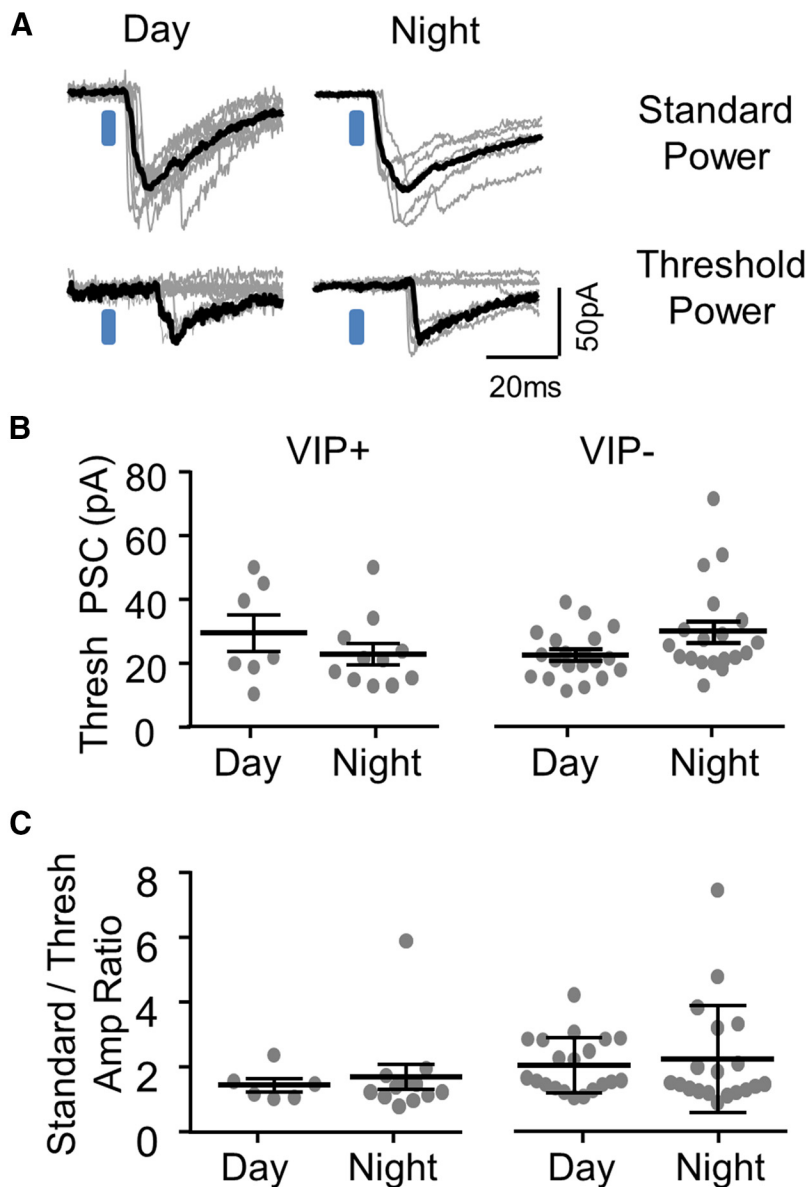 A
Day
Night
Standard
Power
Threshold
Power
50pA
20ms
B
VIP+
VIP-
Thresh PSC (pA)
80
60
40
20
0
Day
Night
Day
Night
C
Standard / Thresh
Amp Ratio
8
6
4
2
0
Day
Night
Day
Night